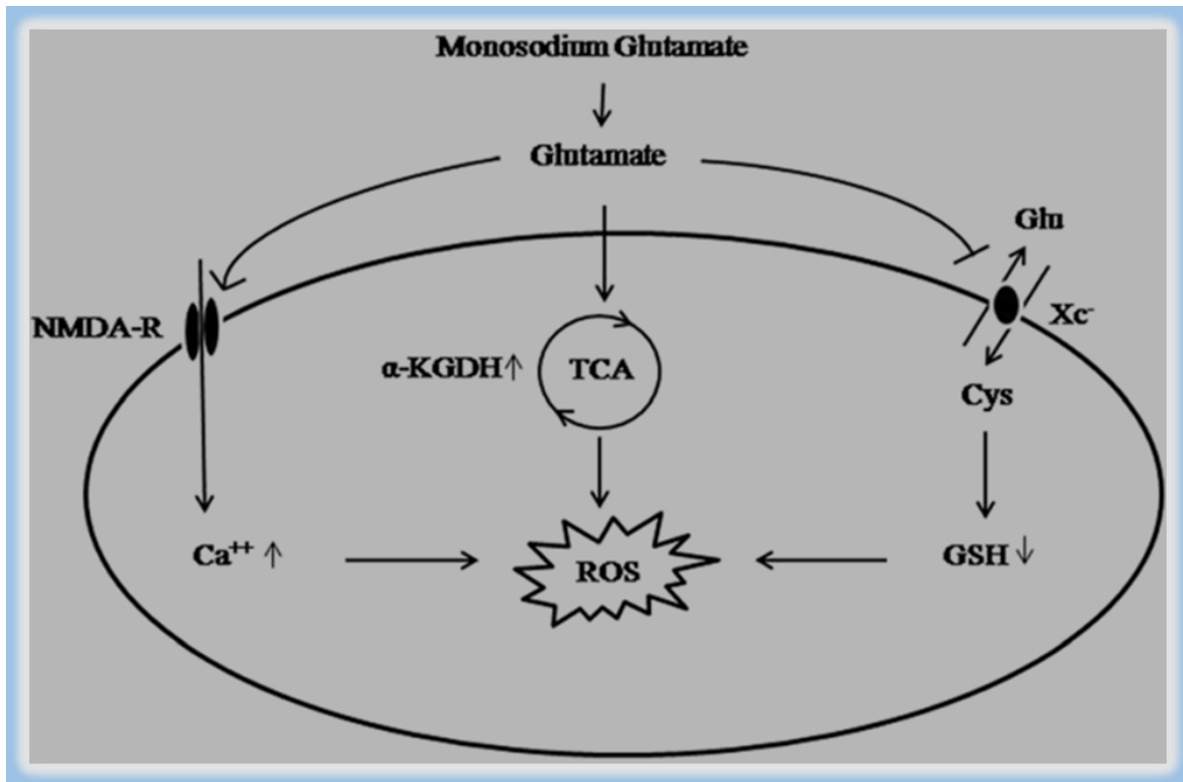 Monosodium Glutamate
Glutamate
Glu
NMDA-R
Xc⁻
α-KGDH↑
TCA
Cys
Ca⁺⁺ ↑
ROS
GSH↓